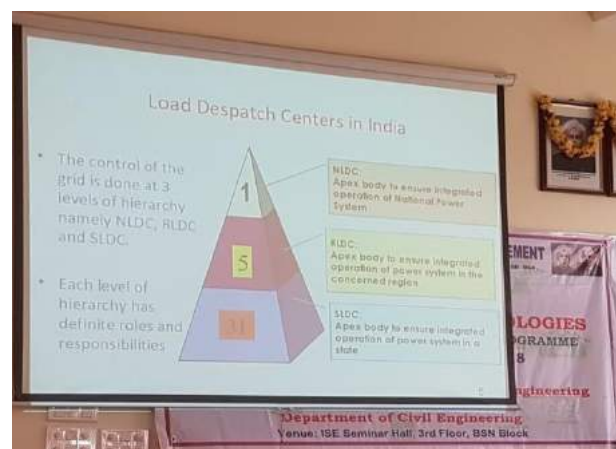 Load Despatch Centers in India
• The control of the
grid is done at 3
levels of hierarchy
namely NLDC, RLDC
and SLDC.
• Each level of
hierarchy has
definite roles and
responsibilities
1
5
31
NLDC:
Apex body to ensure integrated
operation of National Power
System
RLDC:
Apex body to ensure integrated
operation of power system in the
concerned region
SLDC:
Apex body to ensure integrated
operation of power system in a
state
EMENT
OLOGIES
OGRAMME
8
ngineering
Department of Civil Engineering
Venue: ISE Seminar Hall, 3rd Floor, BSN Block